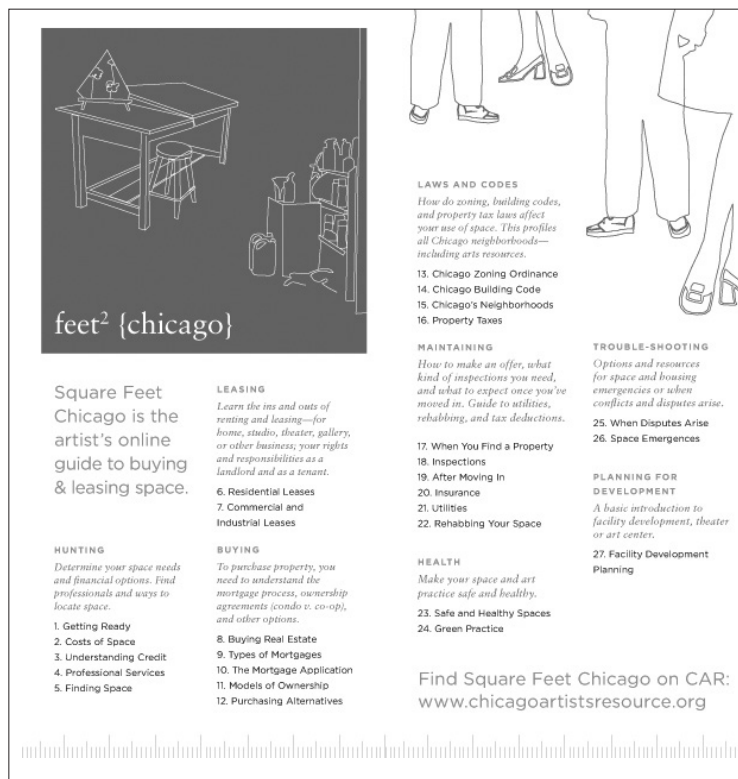 feet² {chicago}
Square Feet
Chicago is the
artist's online
guide to buying
& leasing space.
HUNTING
Determine your space needs
and financial options. Find
professionals and ways to
locate space.
1. Getting Ready
2. Costs of Space
3. Understanding Credit
4. Professional Services
5. Finding Space
LEASING
Learn the ins and outs of
renting and leasing—for
home, studio, theater, gallery,
or other business; your rights
and responsibilities as a
landlord and as a tenant.
6. Residential Leases
7. Commercial and
Industrial Leases
BUYING
To purchase property, you
need to understand the
mortgage process, ownership
agreements (condo v. co-op),
and other options.
8. Buying Real Estate
9. Types of Mortgages
10. The Mortgage Application
11. Models of Ownership
12. Purchasing Alternatives
LAWS AND CODES
How do zoning, building codes,
and property tax laws affect
your use of space. This profiles
all Chicago neighborhoods—
including arts resources.
13. Chicago Zoning Ordinance
14. Chicago Building Code
15. Chicago's Neighborhoods
16. Property Taxes
MAINTAINING
How to make an offer, what
kind of inspections you need,
and what to expect once you've
moved in. Guide to utilities,
rehabbing, and tax deductions.
17. When You Find a Property
18. Inspections
19. After Moving In
20. Insurance
21. Utilities
22. Rehabbing Your Space
HEALTH
Make your space and art
practice safe and healthy.
23. Safe and Healthy Spaces
24. Green Practice
TROUBLE-SHOOTING
Options and resources
for space and housing
emergencies or when
conflicts and disputes arise.
25. When Disputes Arise
26. Space Emergences
PLANNING FOR
DEVELOPMENT
A basic introduction to
facility development, theater
or art center.
27. Facility Development
Planning
Find Square Feet Chicago on CAR:
www.chicagoartistsresource.org